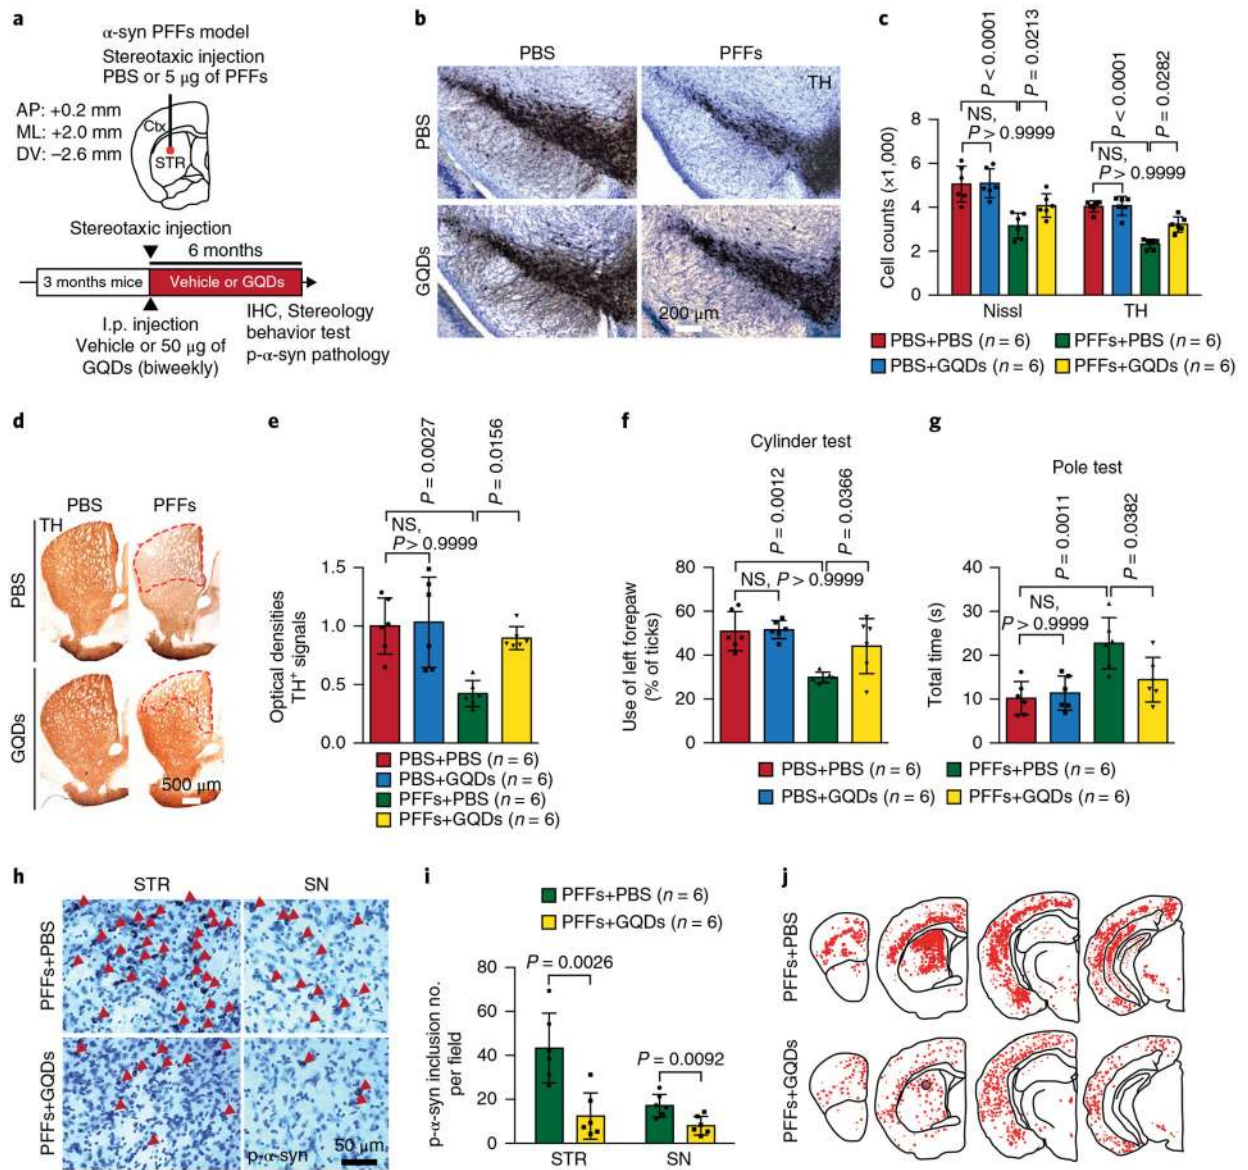 a
α-syn PFFs model
Stereotaxic injection
PBS or 5 μg of PFFs
AP: +0.2 mm
ML: +2.0 mm
DV: −2.6 mm
Ctx
STR
Stereotaxic injection
6 months
3 months mice
Vehicle or GQDs
I.p. injection
Vehicle or 50 μg of
GQDs (biweekly)
IHC, Stereology
behavior test
p-α-syn pathology
b
PBS
PFFs
TH
PBS
GQDs
200 μm
c
P < 0.0001
P = 0.0213
NS,
P > 0.9999
P < 0.0001
P = 0.0282
NS,
P > 0.9999
Cell counts (×1,000)
8
6
4
2
0
Nissl
TH
PBS+PBS (n = 6)
PFFs+PBS (n = 6)
PBS+GQDs (n = 6)
PFFs+GQDs (n = 6)
d
PBS
PFFs
TH
PBS
GQDs
500 μm
e
P = 0.0027
P = 0.0156
NS,
P > 0.9999
Optical densities
TH+ signals
1.5
1.0
0.5
0.0
PBS+PBS (n = 6)
PBS+GQDs (n = 6)
PFFs+PBS (n = 6)
PFFs+GQDs (n = 6)
f
Cylinder test
P = 0.0012
P = 0.0366
NS, P > 0.9999
Use of left forepaw
(% of ticks)
80
60
40
20
0
g
Pole test
P = 0.0011
P = 0.0382
NS,
P > 0.9999
Total time (s)
40
30
20
10
0
PBS+PBS (n = 6)
PFFs+PBS (n = 6)
PBS+GQDs (n = 6)
PFFs+GQDs (n = 6)
h
STR
SN
PFFs+PBS
PFFs+GQDs
p-α-syn
50 μm
i
PFFs+PBS (n = 6)
PFFs+GQDs (n = 6)
P = 0.0026
P = 0.0092
p-α-syn inclusion no.
per field
80
60
40
20
0
STR
SN
j
PFFs+PBS
PFFs+GQDs